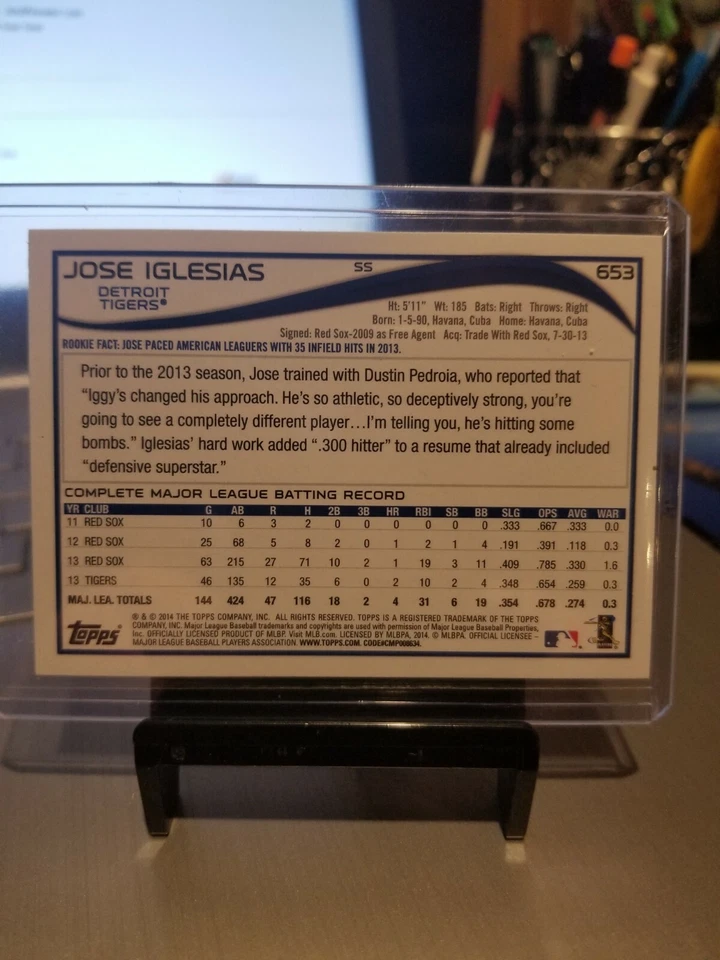 JOSE IGLESIAS SS 653
DETROIT
TIGERS®
Ht: 5'11" Wt: 185 Bats: Right Throws: Right
Born: 1-5-90, Havana, Cuba Home: Havana, Cuba
Signed: Red Sox-2009 as Free Agent Acq: Trade With Red Sox, 7-30-13
ROOKIE FACT: JOSE PACED AMERICAN LEAGUERS WITH 35 INFIELD HITS IN 2013.
Prior to the 2013 season, Jose trained with Dustin Pedroia, who reported that
“Iggy’s changed his approach. He’s so athletic, so deceptively strong, you’re
going to see a completely different player…I’m telling you, he’s hitting some
bombs.” Iglesias’ hard work added “.300 hitter” to a resume that already included
“defensive superstar.”
COMPLETE MAJOR LEAGUE BATTING RECORD
YR CLUB G AB R H 2B 3B HR RBI SB BB SLG OPS AVG WAR
11 RED SOX 10 6 3 2 0 0 0 0 0 0 .333 .667 .333 0.0
12 RED SOX 25 68 5 8 2 0 1 2 1 4 .191 .391 .118 0.3
13 RED SOX 63 215 27 71 10 2 1 19 3 11 .409 .785 .330 1.6
13 TIGERS 46 135 12 35 6 0 2 10 2 4 .348 .654 .259 0.3
MAJ. LEA. TOTALS 144 424 47 116 18 2 4 31 6 19 .354 .678 .274 0.3
Topps®
® & © 2014 THE TOPPS COMPANY, INC. ALL RIGHTS RESERVED. TOPPS IS A REGISTERED TRADEMARK OF THE TOPPS
COMPANY, INC. Major League Baseball trademarks and copyrights are used with permission of Major League Baseball Properties,
Inc. OFFICIALLY LICENSED PRODUCT OF MLBP. Visit MLB.com. LICENSED BY MLBPA, 2014. © MLBPA. OFFICIAL LICENSEE -
MAJOR LEAGUE BASEBALL PLAYERS ASSOCIATION. WWW.TOPPS.COM. CODE#CMP008634.